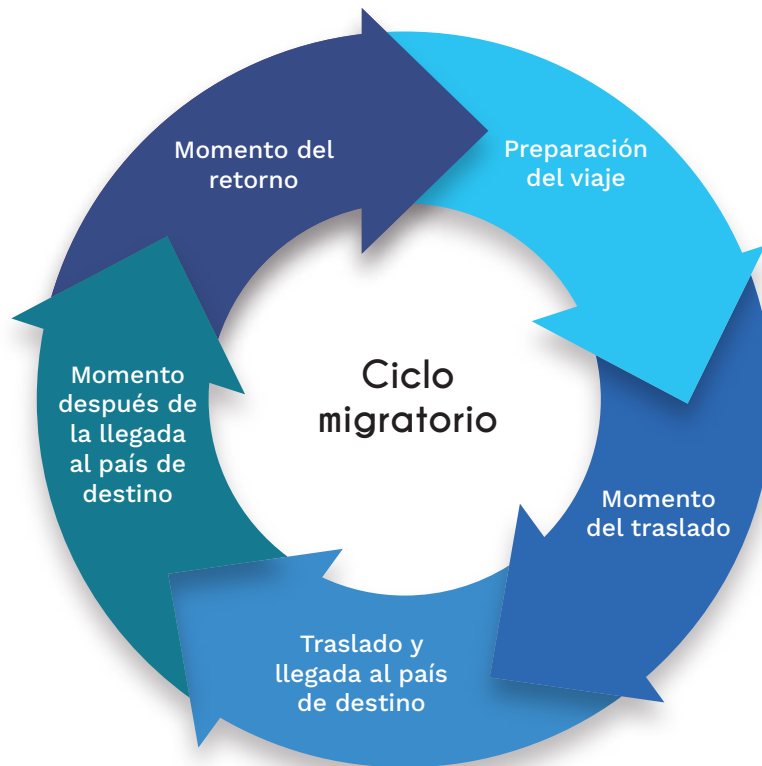 Ciclo
migratorio
Preparación
del viaje
Momento
del traslado
Traslado y
llegada al país
de destino
Momento
después de
la llegada
al país de
destino
Momento del
retorno